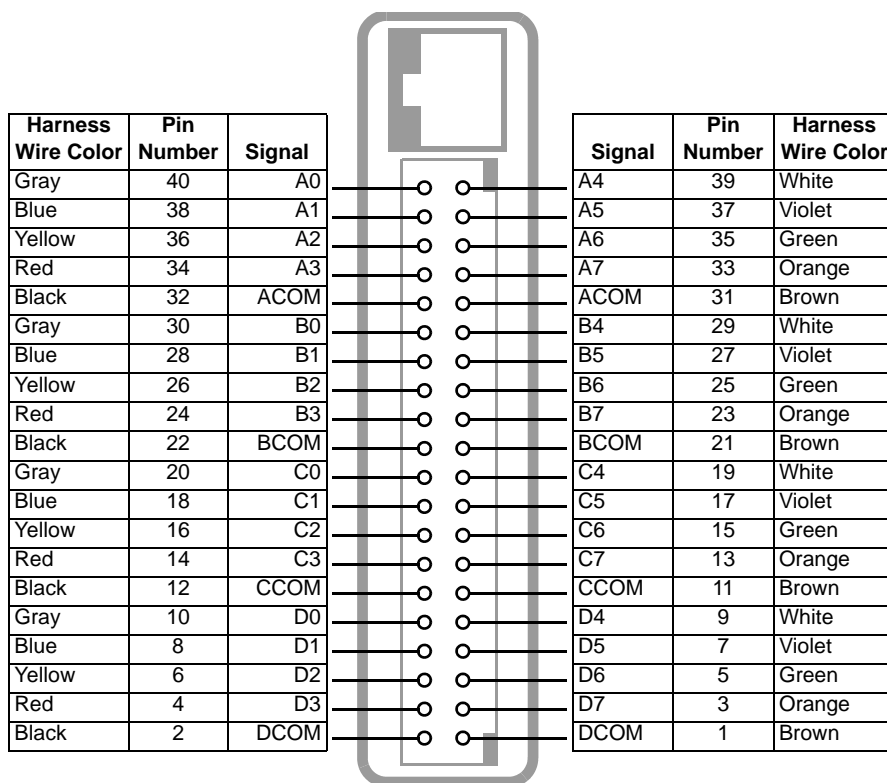 Harness Wire Color Pin Number Signal Signal Pin Number Harness Wire Color
Gray 40 A0 A4 39 White
Blue 38 A1 A5 37 Violet
Yellow 36 A2 A6 35 Green
Red 34 A3 A7 33 Orange
Black 32 ACOM ACOM 31 Brown
Gray 30 B0 B4 29 White
Blue 28 B1 B5 27 Violet
Yellow 26 B2 B6 25 Green
Red 24 B3 B7 23 Orange
Black 22 BCOM BCOM 21 Brown
Gray 20 C0 C4 19 White
Blue 18 C1 C5 17 Violet
Yellow 16 C2 C6 15 Green
Red 14 C3 C7 13 Orange
Black 12 CCOM CCOM 11 Brown
Gray 10 D0 D4 9 White
Blue 8 D1 D5 7 Violet
Yellow 6 D2 D6 5 Green
Red 4 D3 D7 3 Orange
Black 2 DCOM DCOM 1 Brown